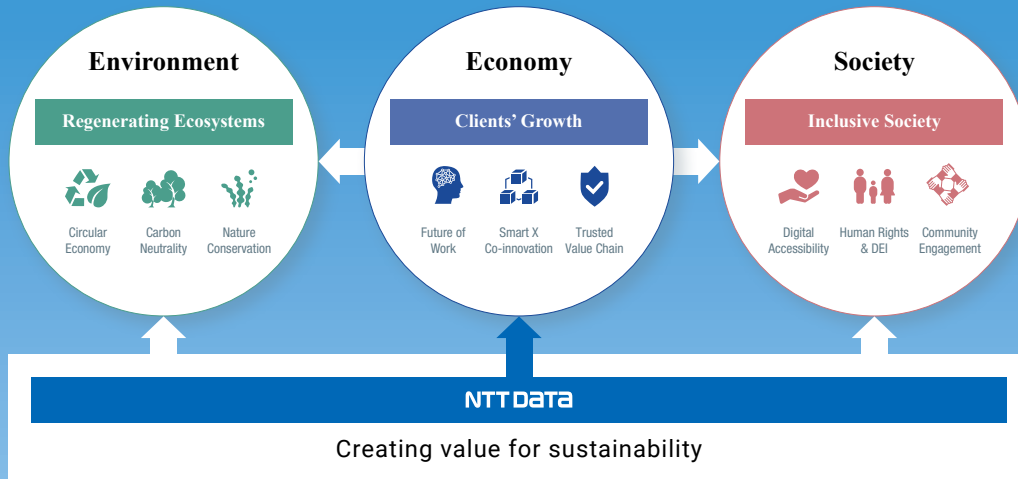 Environment
Regenerating Ecosystems
Circular
Economy
Carbon
Neutrality
Nature
Conservation
Economy
Clients' Growth
Future of
Work
Smart X
Co-innovation
Trusted
Value Chain
Society
Inclusive Society
Digital
Accessibility
Human Rights
& DEI
Community
Engagement
NTT DATA
Creating value for sustainability